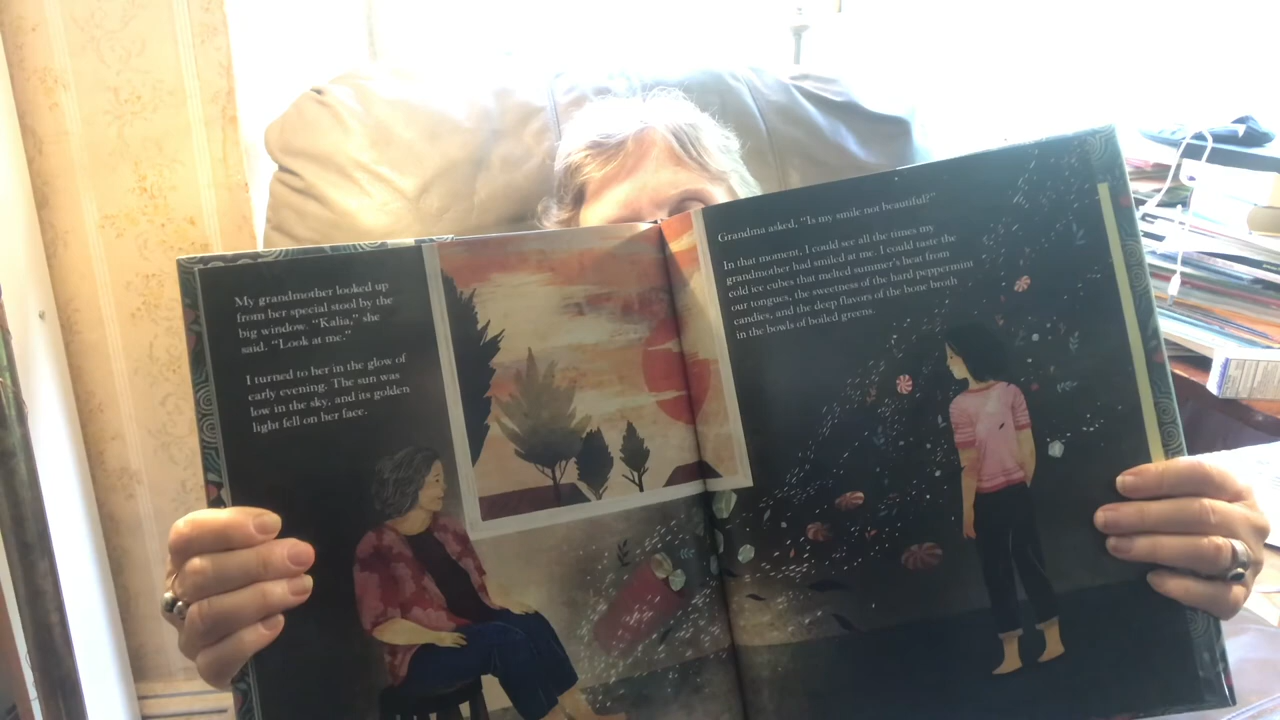 My grandmother looked up
from her special stool by the
big window. “Kalia,” she
said. “Look at me.”
I turned to her in the glow of
early evening. The sun was
low in the sky, and its golden
light fell on her face.
Grandma asked, “Is my smile not beautiful?”
In that moment, I could see all the times my
grandmother had smiled at me. I could taste the
cold ice cubes that melted summer’s heat from
our tongues, the sweetness of the hard peppermint
candies, and the deep flavors of the bone broth
in the bowls of boiled greens.